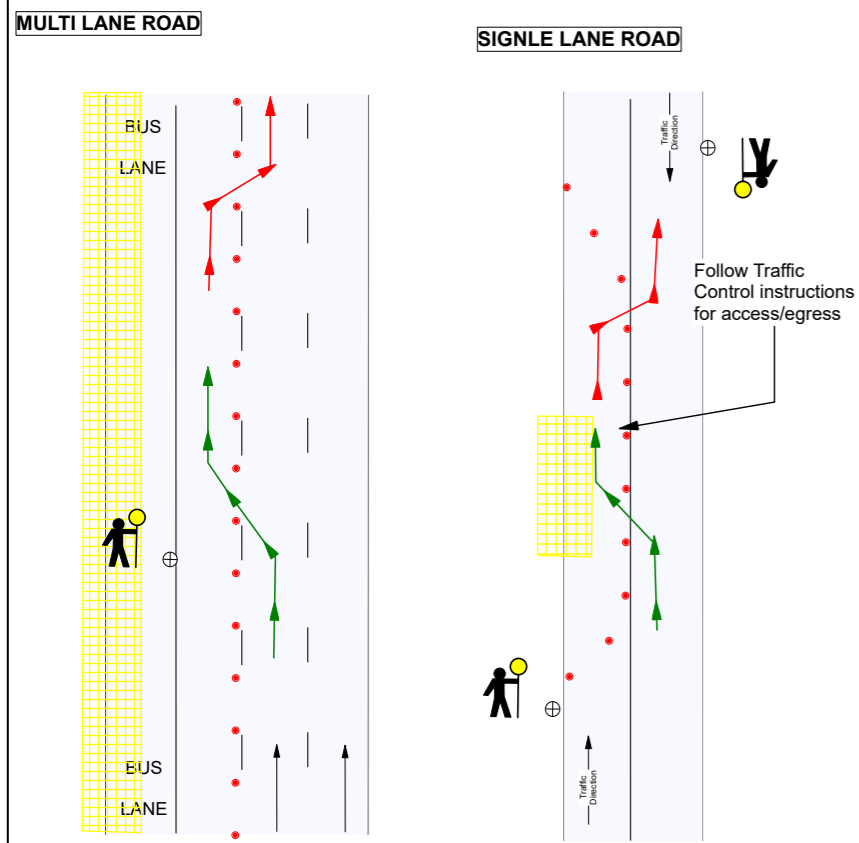 MULTI LANE ROAD
SIGNLE LANE ROAD
BUS
LANE
Traffic
Direction
Follow Traffic
Control instructions
for access/egress
BUS
LANE
Traffic
Direction